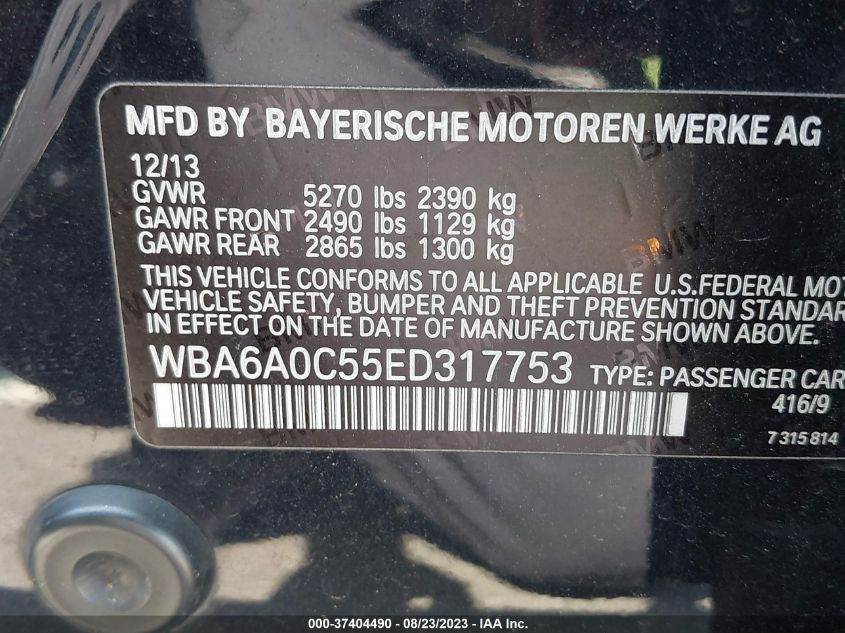 MFD BY BAYERISCHE MOTOREN WERKE AG
12/13
GVWR 5270 lbs 2390 kg
GAWR FRONT 2490 lbs 1129 kg
GAWR REAR 2865 lbs 1300 kg
THIS VEHICLE CONFORMS TO ALL APPLICABLE U.S.FEDERAL MOT
VEHICLE SAFETY, BUMPER AND THEFT PREVENTION STANDAR
IN EFFECT ON THE DATE OF MANUFACTURE SHOWN ABOVE.
WBA6A0C55ED317753 TYPE: PASSENGER CAR
416/9
7315814
000-37404490 - 08/23/2023 - © IAA Inc.